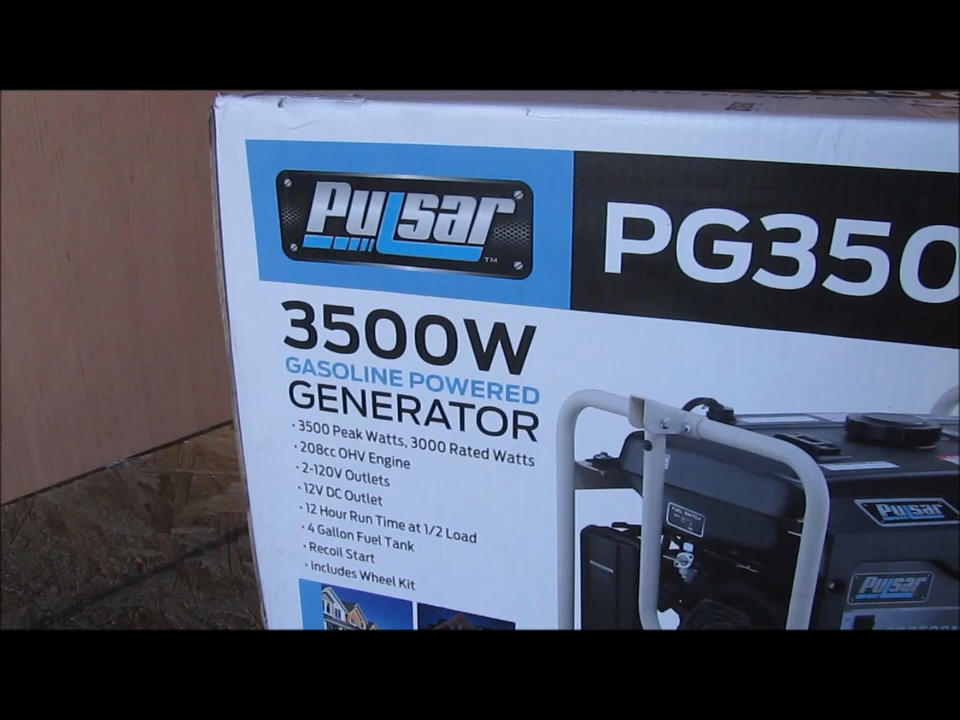 Pulsar
TM
PG350
3500W
GASOLINE POWERED
GENERATOR
· 3500 Peak Watts, 3000 Rated Watts
· 208cc OHV Engine
· 2-120V Outlets
· 12V DC Outlet
· 12 Hour Run Time at 1/2 Load
· 4 Gallon Fuel Tank
· Recoil Start
· includes Wheel Kit
Pulsar
Pulsar